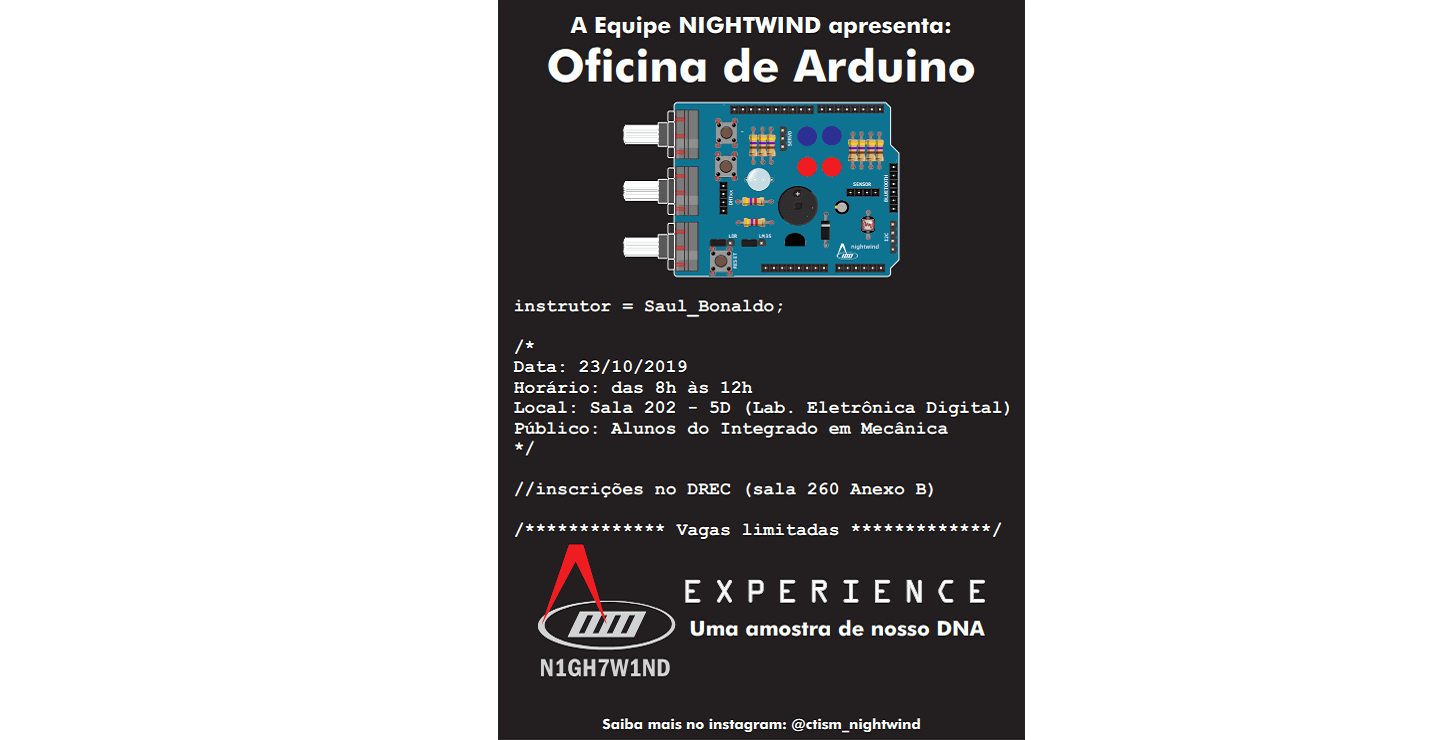 A Equipe NIGHTWIND apresenta:
Oficina de Arduino
SERVO
SENSOR
BLUETOOTH
DHTXX
LDR
LM35
I2C
RESET
nightwind
instrutor = Saul_Bonaldo;
/*
Data: 23/10/2019
Horário: das 8h às 12h
Local: Sala 202 - 5D (Lab. Eletrônica Digital)
Público: Alunos do Integrado em Mecânica
*/
//inscrições no DREC (sala 260 Anexo B)
/************* Vagas limitadas *************/
EXPERIENCE
Uma amostra de nosso DNA
N1GH7W1ND
Saiba mais no instagram: @ctism_nightwind